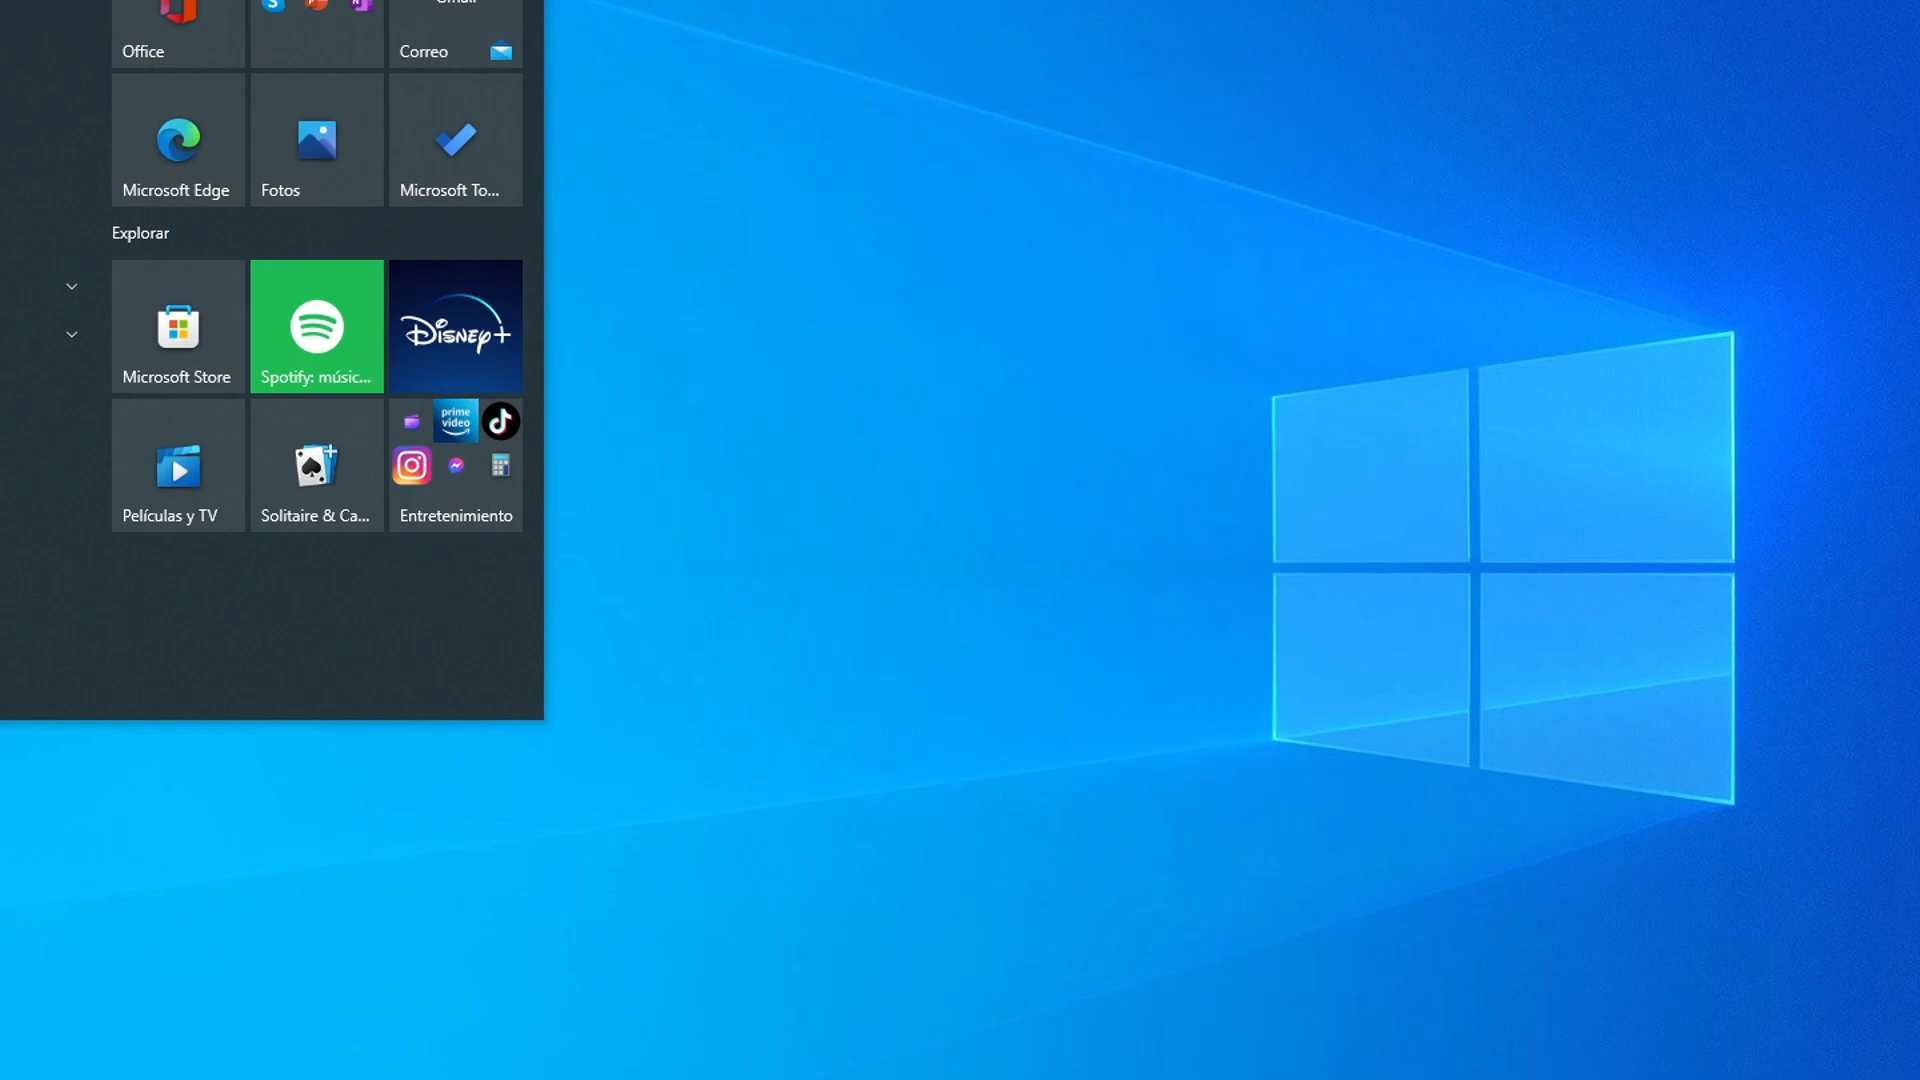 Office
Correo
Microsoft Edge
Fotos
Microsoft To...
Explorar
Microsoft Store
Spotify: músic...
Disney+
Películas y TV
Solitaire & Ca...
prime
video
Entretenimiento